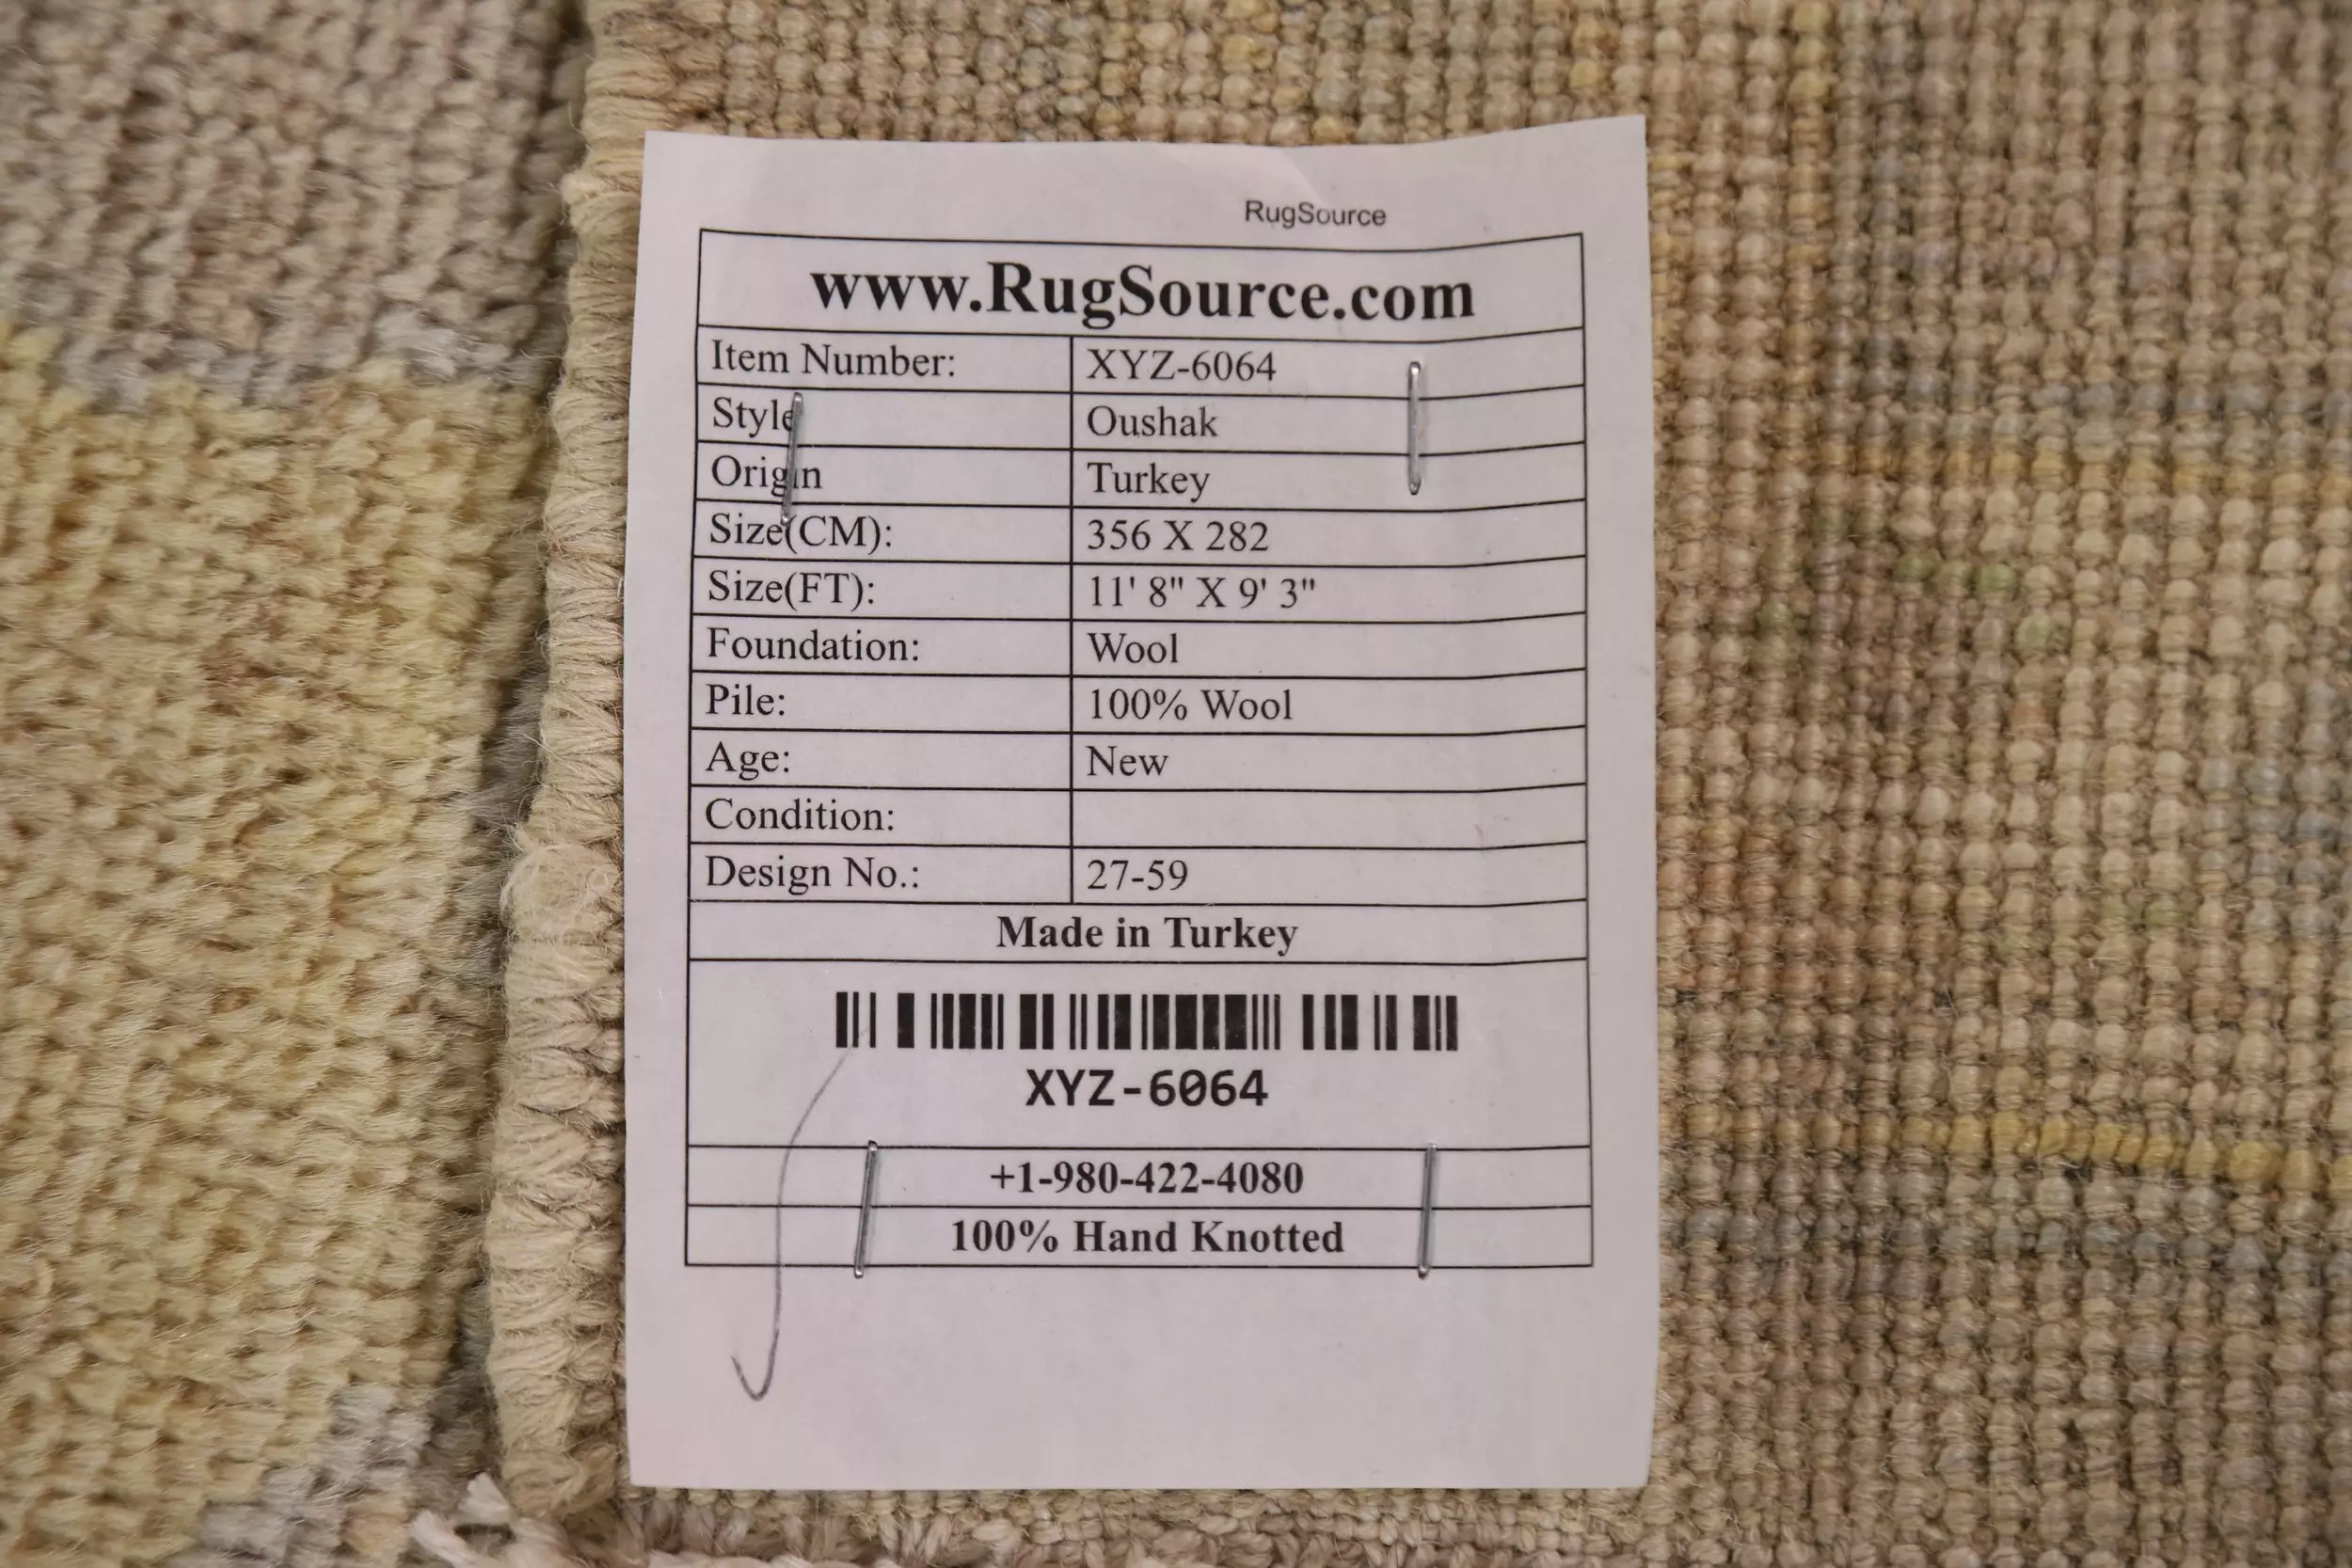 RugSource
www.RugSource.com
Item Number: XYZ-6064
Style Oushak
Origin Turkey
Size(CM): 356 X 282
Size(FT): 11' 8" X 9' 3"
Foundation: Wool
Pile: 100% Wool
Age: New
Condition:
Design No.: 27-59
Made in Turkey
XYZ-6064
+1-980-422-4080
100% Hand Knotted